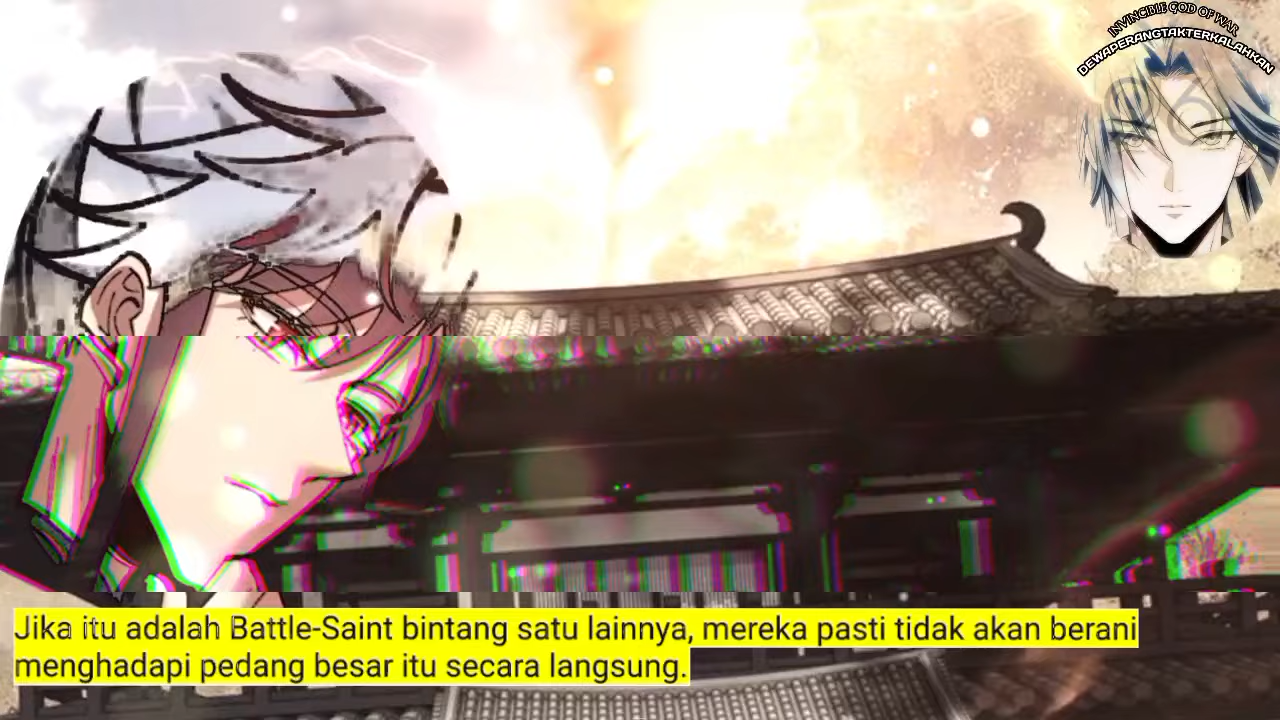 INVINCIBLE GOD OF WAR
DEWAPERANGTAKTERKALAHKAN
Jika itu adalah Battle-Saint bintang satu lainnya, mereka pasti tidak akan berani
menghadapi pedang besar itu secara langsung.